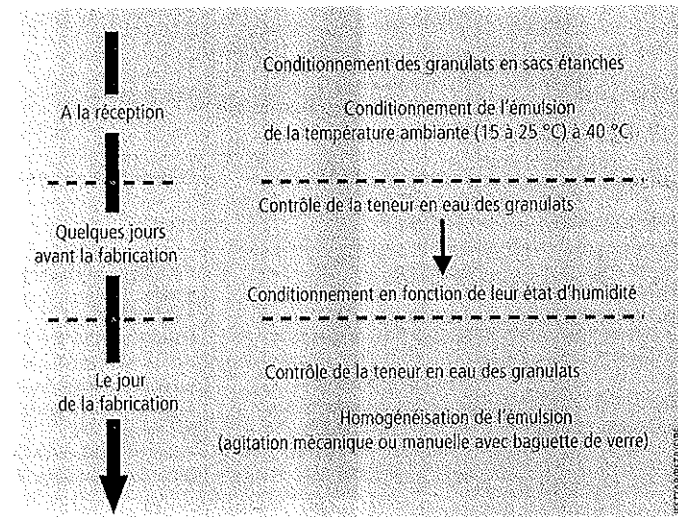 A la réception
Conditionnement des granulats en sacs étanches
Conditionnement de l'émulsion
de la température ambiante (15 à 25 °C) à 40 °C
Quelques jours
avant la fabrication
Contrôle de la teneur en eau des granulats
Conditionnement en fonction de leur état d'humidité
Le jour
de la fabrication
Contrôle de la teneur en eau des granulats
Homogénéisation de l'émulsion
(agitation mécanique ou manuelle avec baguette de verre)